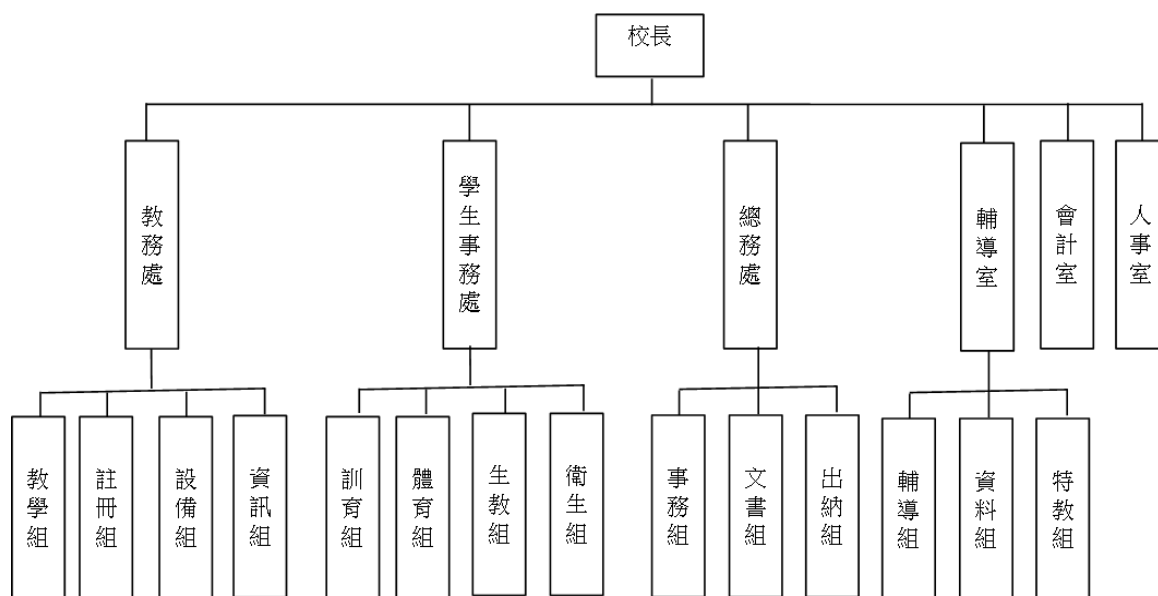 校長
教務處
學生事務處
總務處
輔導室
會計室
人事室
教學組
註冊組
設備組
資訊組
訓育組
體育組
生教組
衛生組
事務組
文書組
出納組
輔導組
資料組
特教組